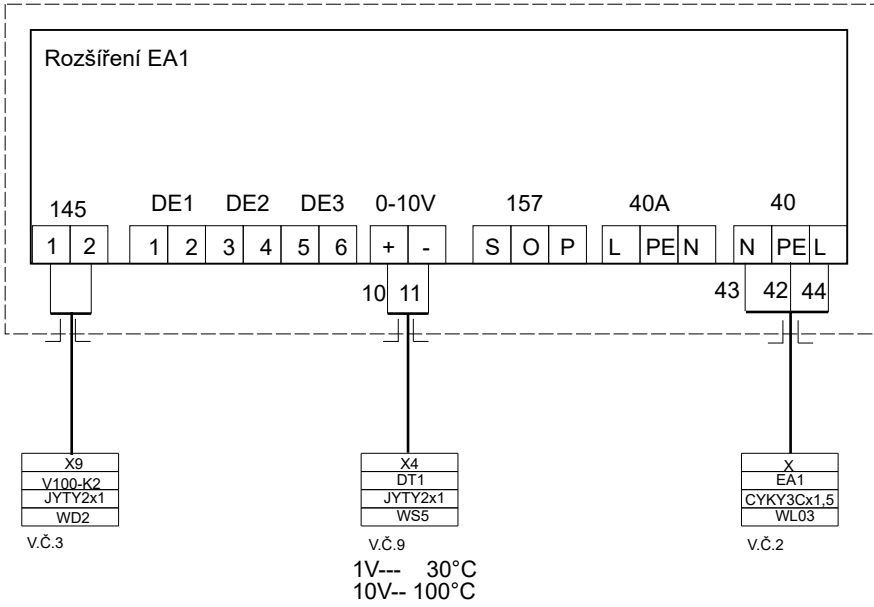 Rozšíření EA1
145 DE1 DE2 DE3 0-10V 157 40A 40
1 2 1 2 3 4 5 6 + - S O P L PE N N PE L
10 11 43 42 44
X9 X4 X
V100-K2 DT1 EA1
JYTY2x1 JYTY2x1 CYKY3Cx1,5
WD2 WS5 WL03
V.Č.3 V.Č.9 V.Č.2
1V--- 30°C
10V-- 100°C